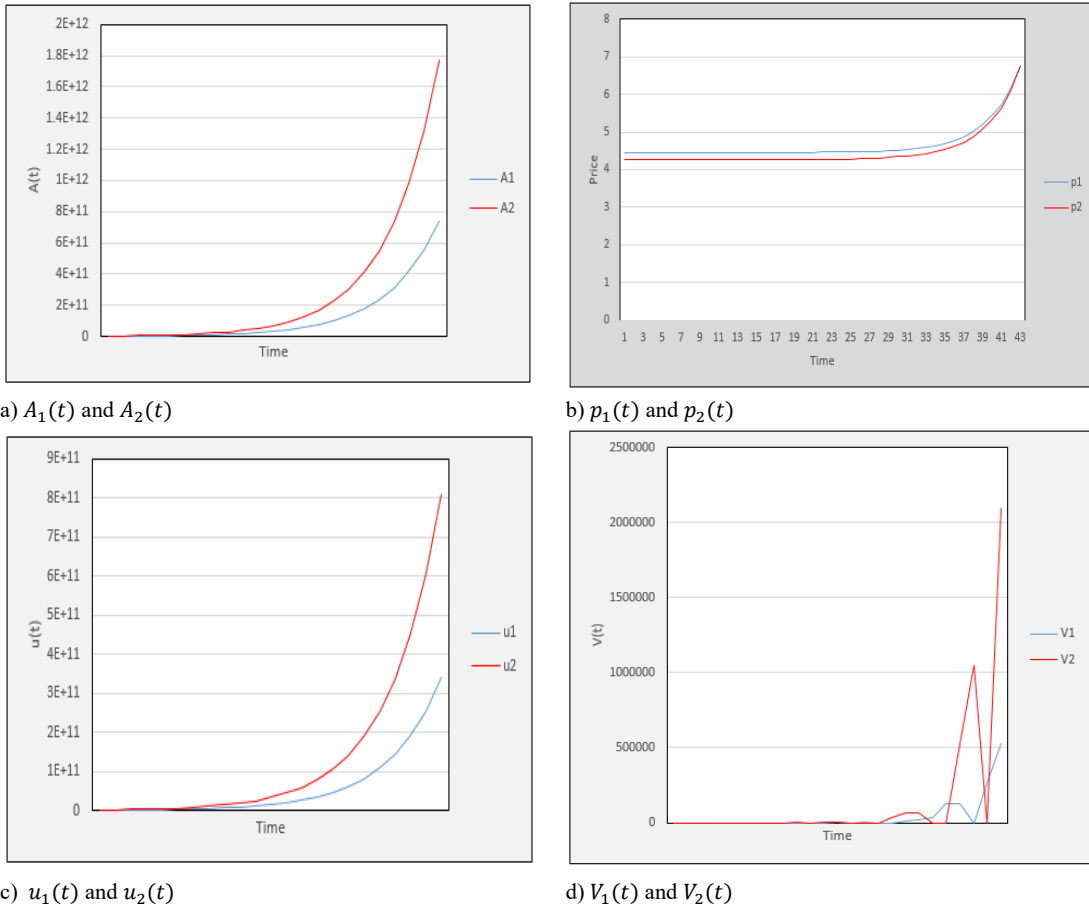 2E+12
1.8E+12
1.6E+12
1.4E+12
1.2E+12
1E+12
8E+11
6E+11
4E+11
2E+11
0
A(t)
Time
A1
A2
8
7
6
5
4
3
2
1
0
Price
1 3 5 7 9 11 13 15 17 19 21 23 25 27 29 31 33 35 37 39 41 43
Time
p1
p2
a) A₁(t) and A₂(t)
b) p₁(t) and p₂(t)
9E+11
8E+11
7E+11
6E+11
5E+11
4E+11
3E+11
2E+11
1E+11
0
u(t)
Time
u1
u2
2500000
2000000
1500000
1000000
500000
0
V(t)
Time
V1
V2
c) u₁(t) and u₂(t)
d) V₁(t) and V₂(t)